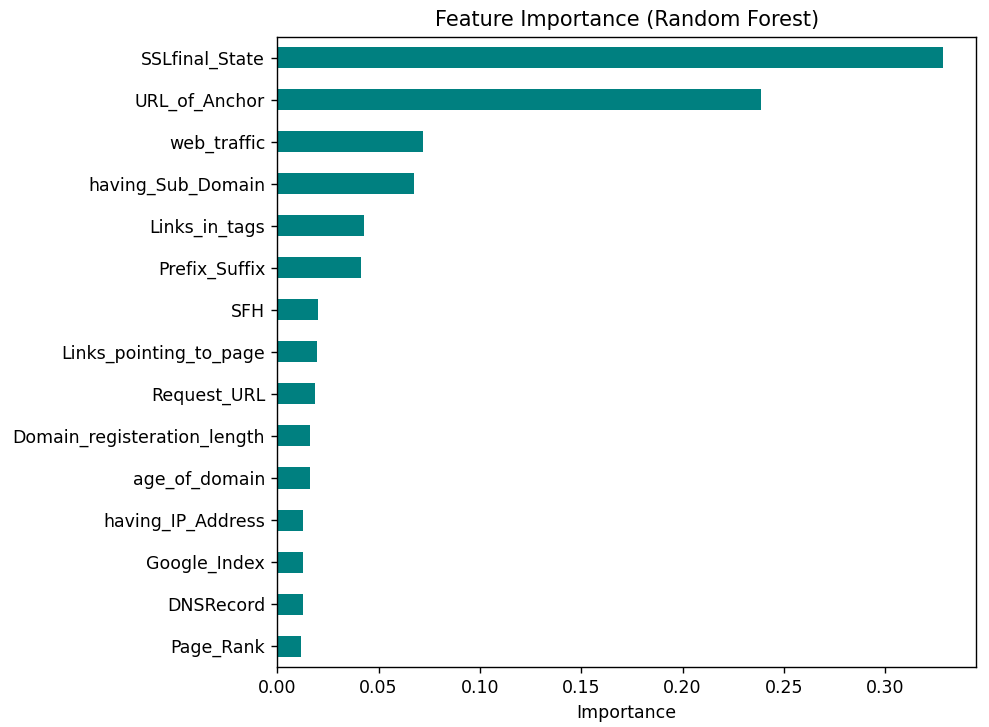 Feature Importance (Random Forest)
SSLfinal_State
URL_of_Anchor
web_traffic
having_Sub_Domain
Links_in_tags
Prefix_Suffix
SFH
Links_pointing_to_page
Request_URL
Domain_registeration_length
age_of_domain
having_IP_Address
Google_Index
DNSRecord
Page_Rank
0.00 0.05 0.10 0.15 0.20 0.25 0.30
Importance